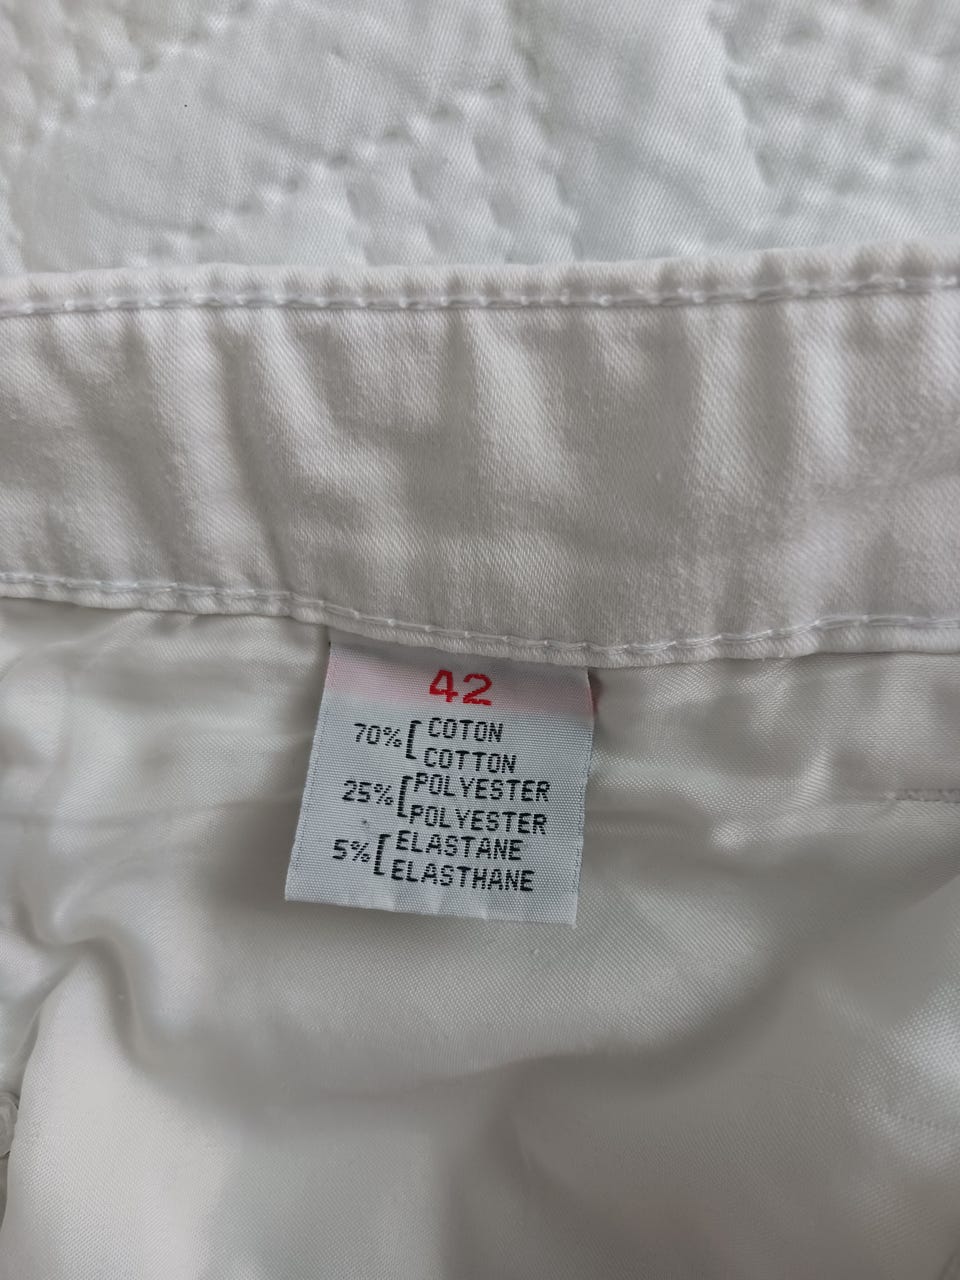 42
70% [ COTON
COTTON
25% [ POLYESTER
POLYESTER
5% [ ELASTANE
ELASTHANE